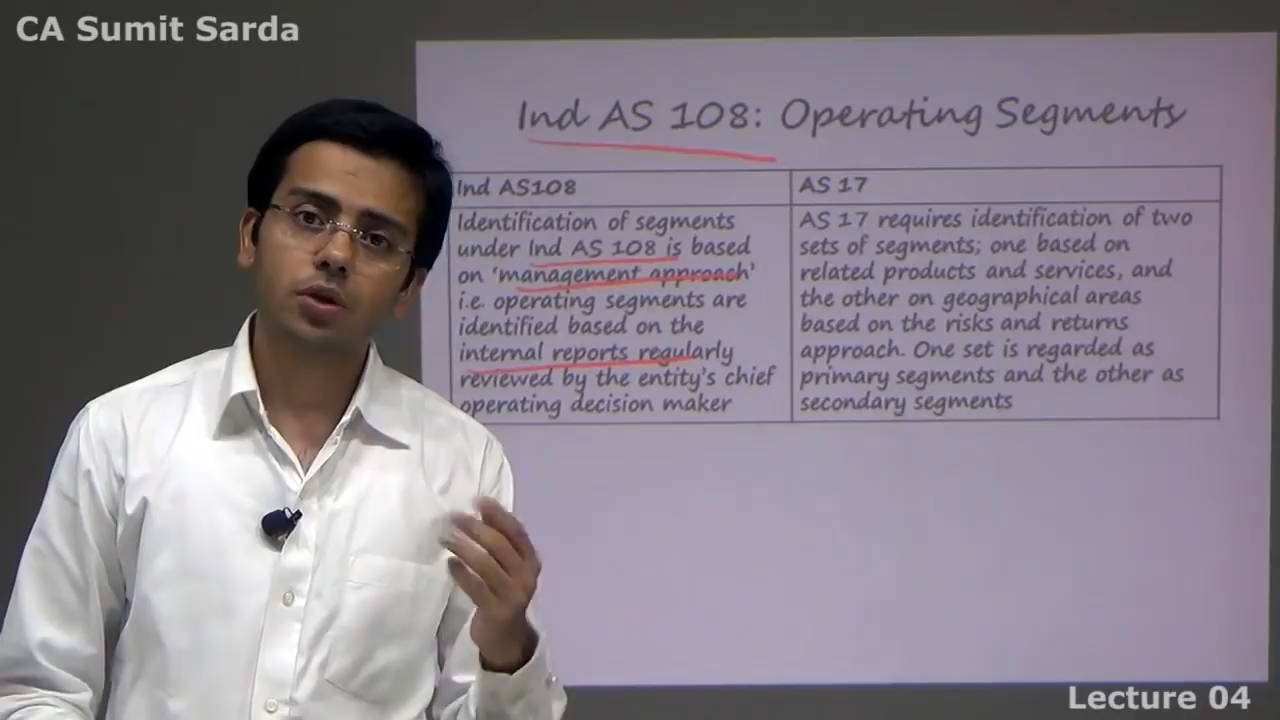 CA Sumit Sarda
Ind AS 108: Operating Segments
Ind AS108
AS 17
Identification of segments
under Ind AS 108 is based
on ‘management approach’
i.e. operating segments are
identified based on the
internal reports regularly
reviewed by the entity's chief
operating decision maker
AS 17 requires identification of two
sets of segments; one based on
related products and services, and
the other on geographical areas
based on the risks and returns
approach. One set is regarded as
primary segments and the other as
secondary segments
Lecture 04